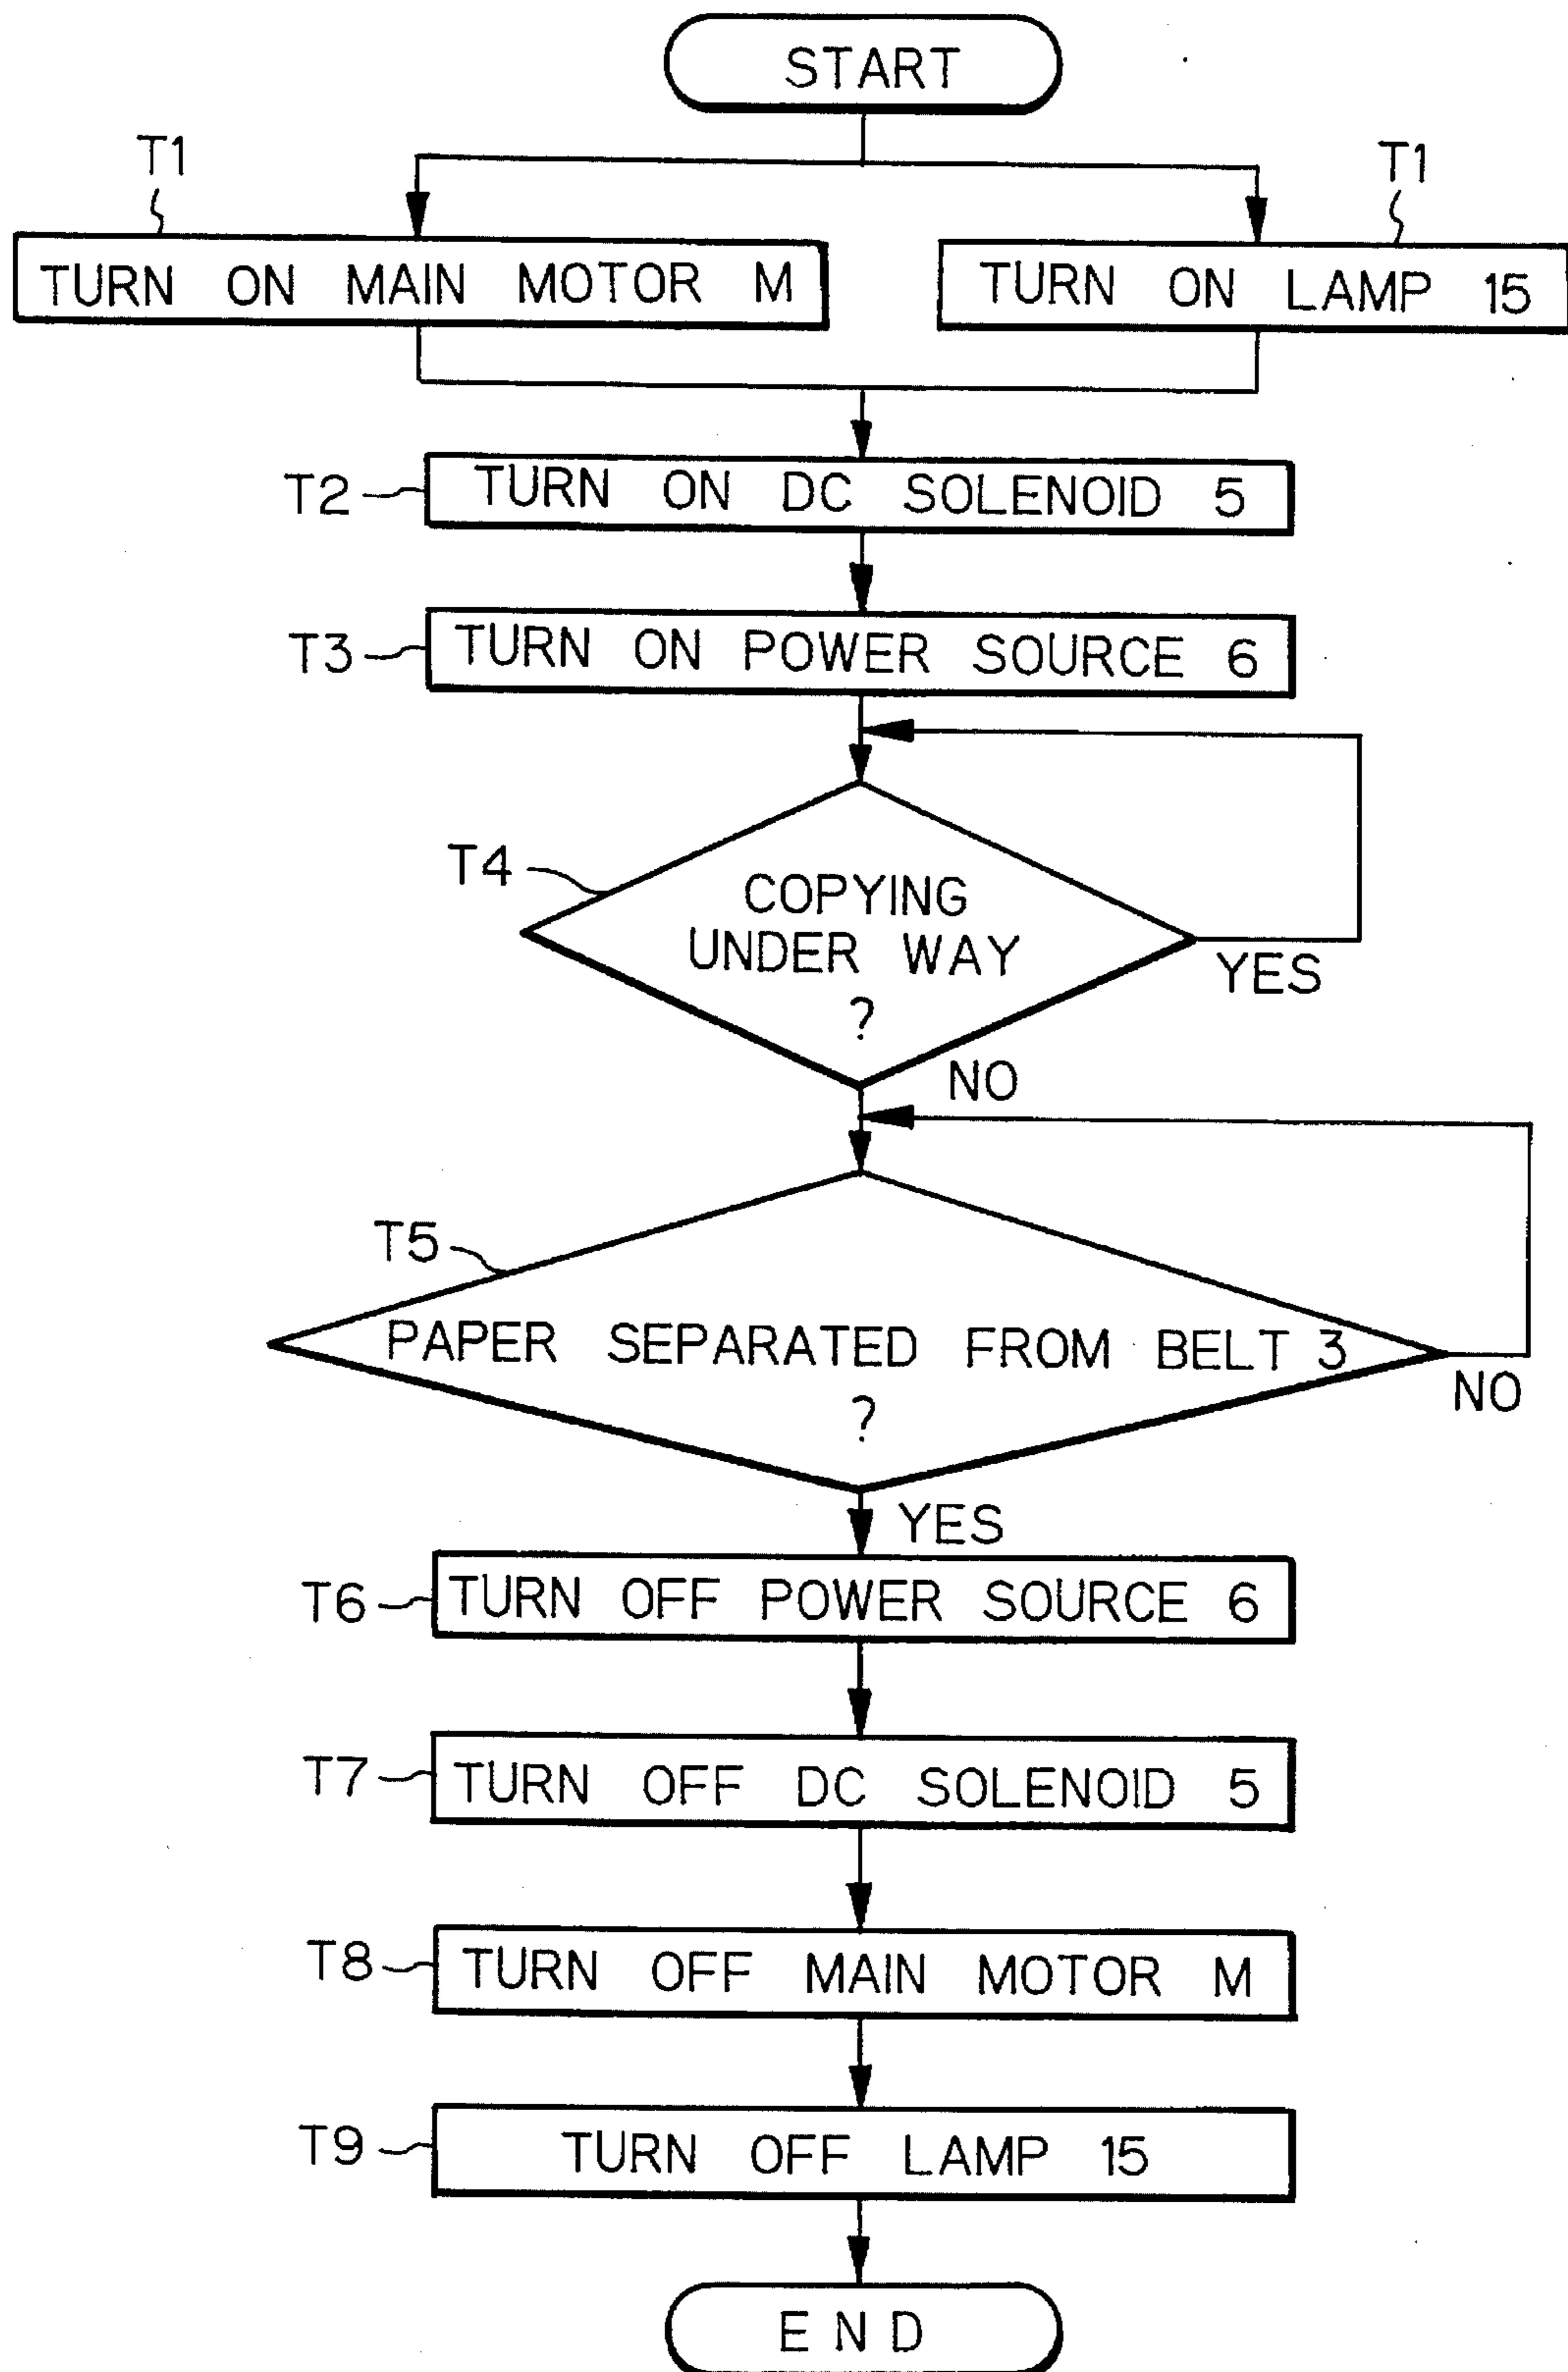 START
T1
T1
TURN ON MAIN MOTOR M
TURN ON LAMP 15
T2
TURN ON DC SOLENOID 5
T3
TURN ON POWER SOURCE 6
T4
COPYING
UNDER WAY
?
YES
NO
T5
PAPER SEPARATED FROM BELT 3
?
NO
YES
T6
TURN OFF POWER SOURCE 6
T7
TURN OFF DC SOLENOID 5
T8
TURN OFF MAIN MOTOR M
T9
TURN OFF LAMP 15
END